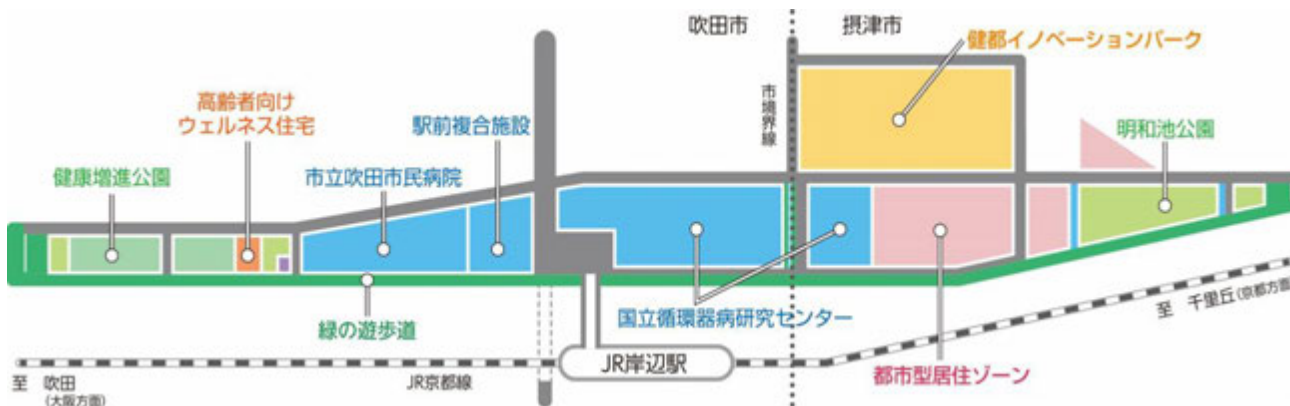 吹田市
摂津市
市境界線
健都イノベーションパーク
高齢者向け
ウェルネス住宅
駅前複合施設
明和池公園
健康増進公園
市立吹田市民病院
緑の遊歩道
国立循環器病研究センター
至 千里丘(京都方面)
JR岸辺駅
都市型居住ゾーン
至 吹田
(大阪方面)
JR京都線